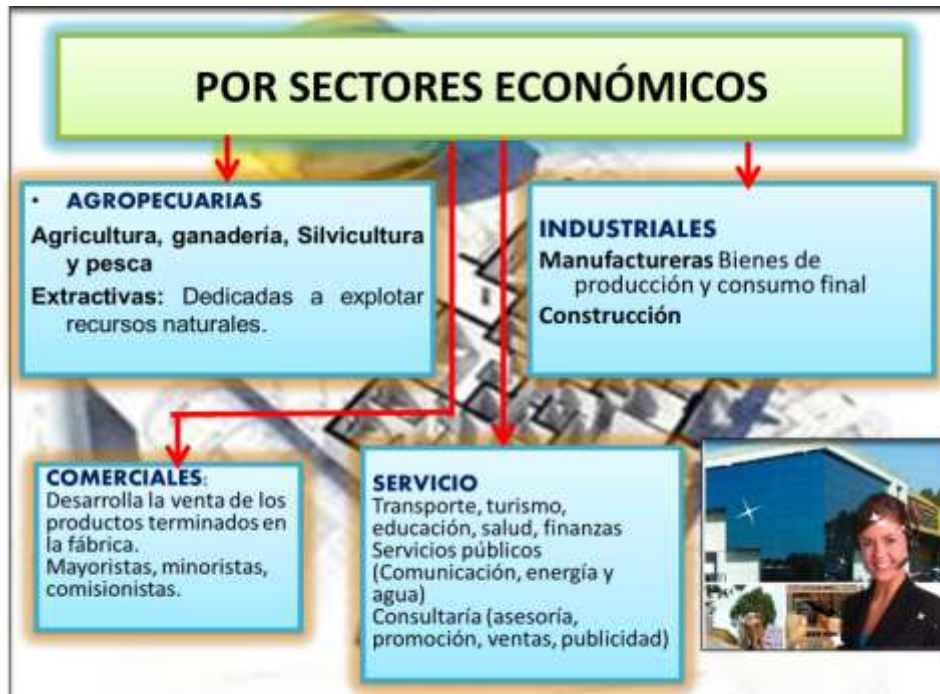 POR SECTORES ECONÓMICOS
• AGROPECUARIAS
Agricultura, ganadería, Silvicultura
y pesca
Extractivas: Dedicadas a explotar
recursos naturales.
INDUSTRIALES
Manufactureras Bienes de
producción y consumo final
Construcción
COMERCIALES:
Desarrolla la venta de los
productos terminados en
la fábrica.
Mayoristas, minoristas,
comisionistas.
SERVICIO
Transporte, turismo,
educación, salud, finanzas
Servicios públicos
(Comunicación, energía y
agua)
Consultaría (asesoría,
promoción, ventas, publicidad)